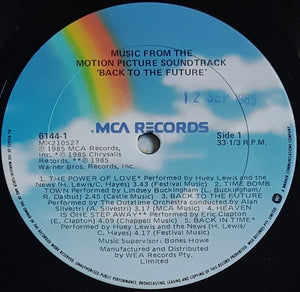 MUSIC FROM THE
MOTION PICTURE SOUNDTRACK
'BACK TO THE FUTURE'
12 SEP 1985
6144-1
MX210527
℗ 1985 MCA Records,
Inc. *℗ 1985 Chrysalis
Records. **℗ 1985
Warner Bros. Records, Inc.
MCA RECORDS
Side 1
33-1/3 R.P.M.
1. THE POWER OF LOVE* Performed by Huey Lewis
and the News (H. Lewis/C. Hayes) 3.43 (Festival Music) 2. TIME BOMB
TOWN Performed by Lindsey Buckingham (L. Buckingham/
R. Dahut) 2.45 (Castle Music) 3. BACK TO THE FUTURE
Performed by The Outatime Orchestra conducted by Alan
Silvestri (A. Silvestri) 3.17 (MCA Music) 4. HEAVEN
IS ONE STEP AWAY** Performed by Eric Clapton
(E. Clapton) 4.09 (Chappell Music) 5. BACK IN TIME*
Performed by Huey Lewis and the News (H. Lewis/C. Hayes/
G.) 4.17 (Festival Music)
Music Supervisor: Bones Howe
Made in Australia by WEA Records Pty.
Limited